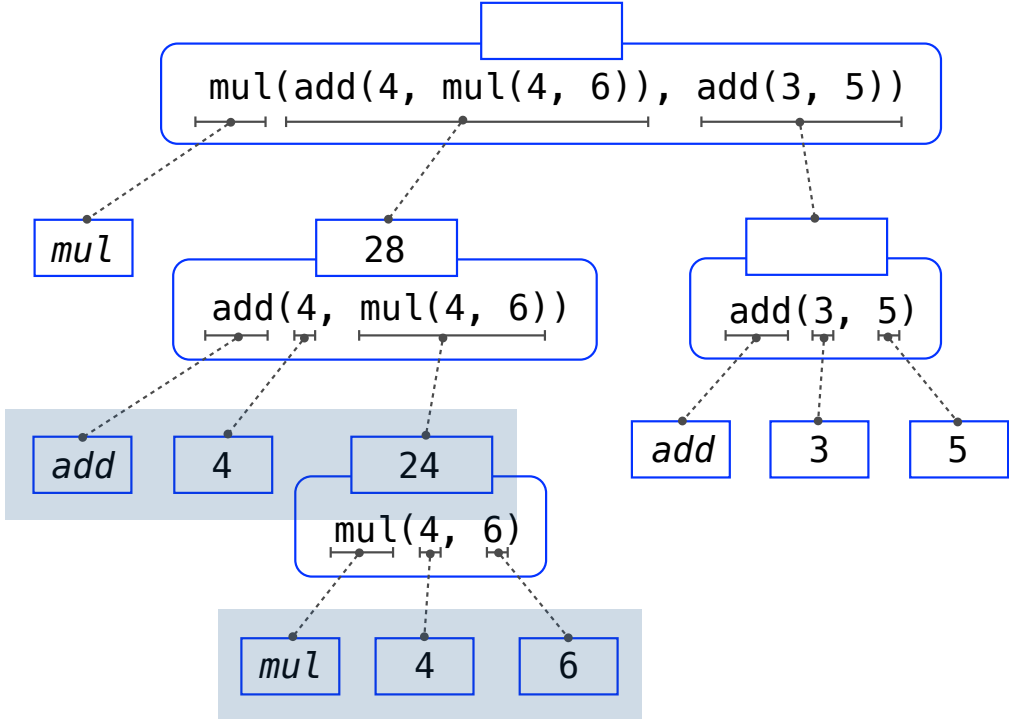 mul(add(4, mul(4, 6)), add(3, 5))
mul
28
add(4, mul(4, 6))
add(3, 5)
add
4
24
add
3
5
mul(4, 6)
mul
4
6